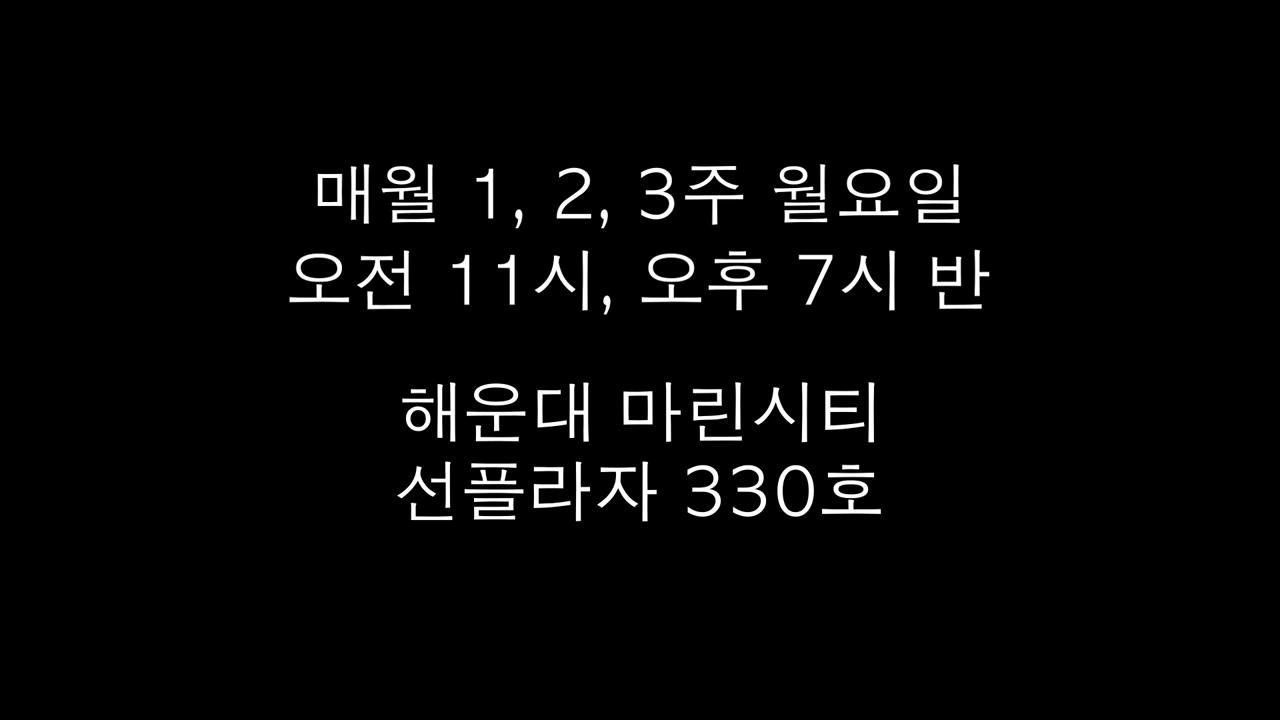 매월 1, 2, 3주 월요일
오전 11시, 오후 7시 반
해운대 마린시티
선플라자 330호